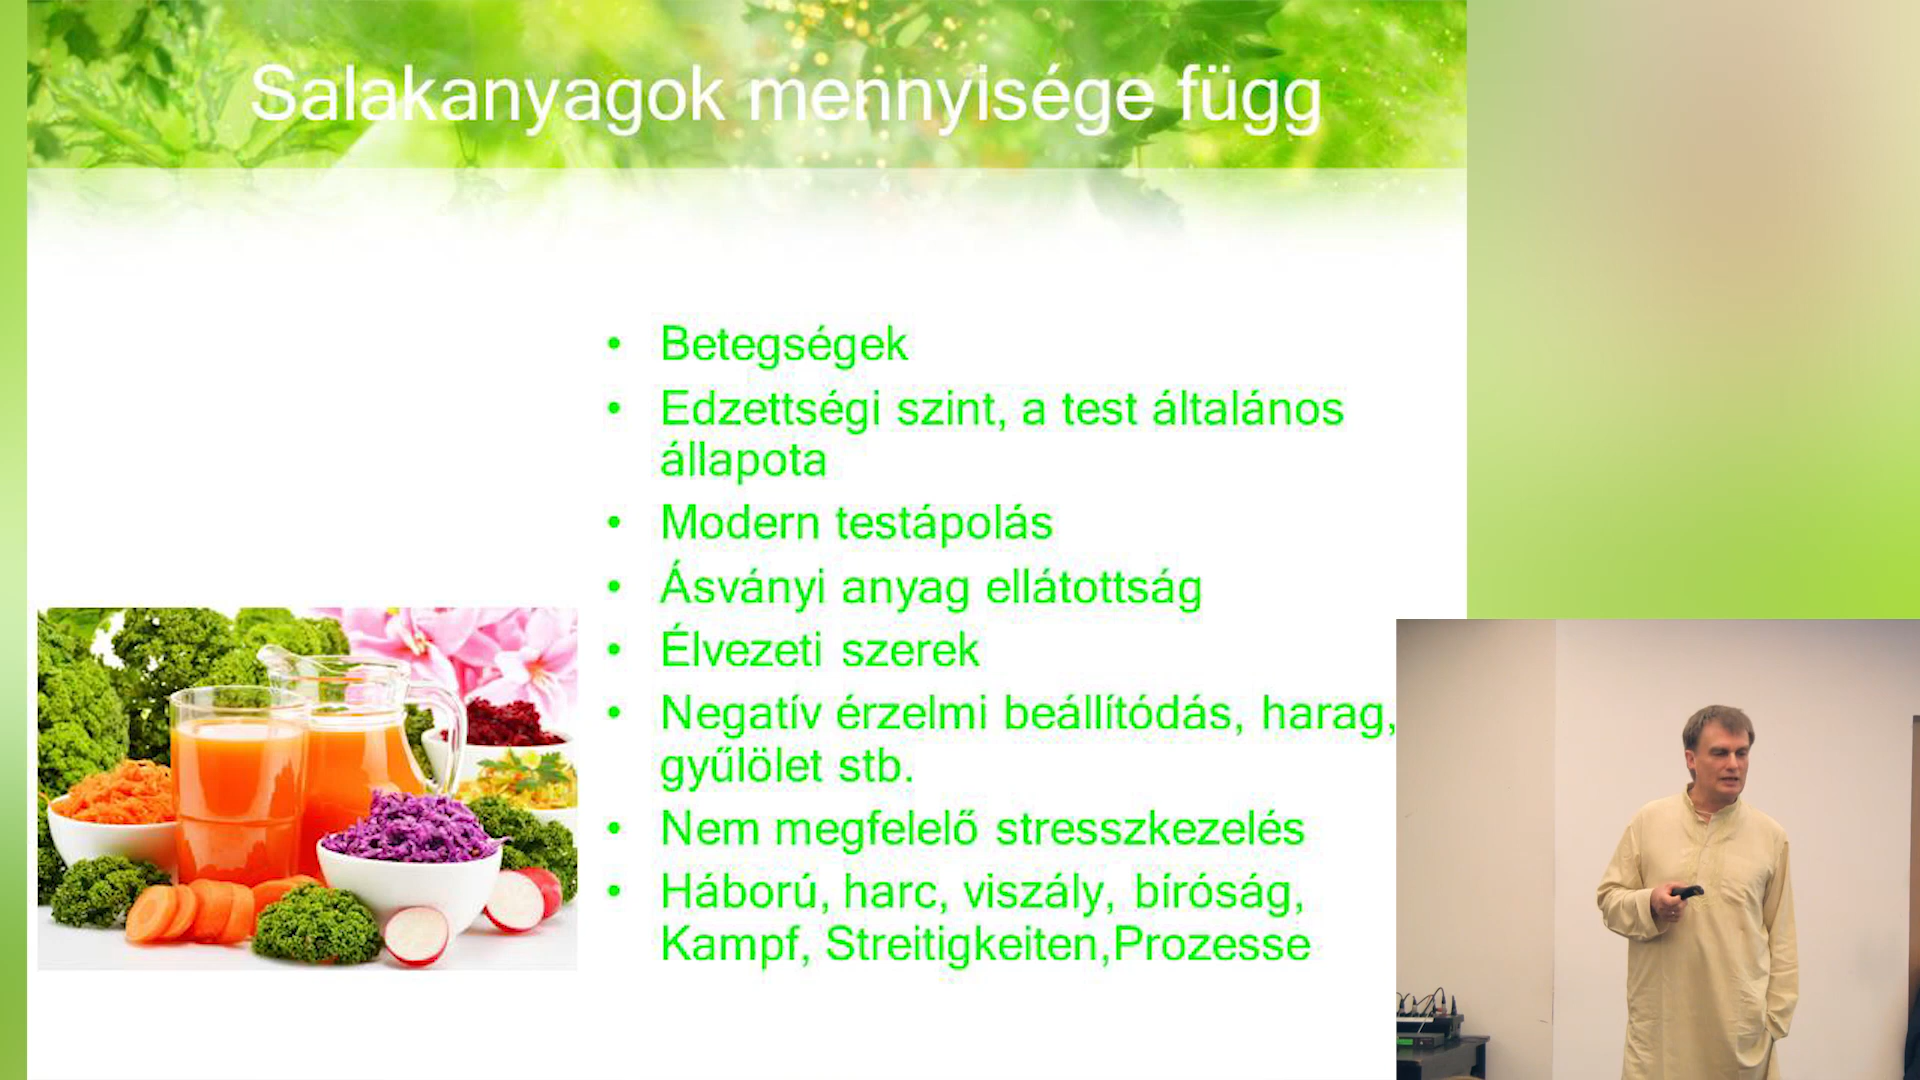 Salakanyagok mennyisége függ
• Betegségek
• Edzettségi szint, a test általános
állapota
• Modern testápolás
• Ásványi anyag ellátottság
• Élvezeti szerek
• Negatív érzelmi beállítódás, harag,
gyűlölet stb.
• Nem megfelelő stresszkezelés
• Háború, harc, viszály, bíróság,
Kampf, Streitigkeiten,Prozesse